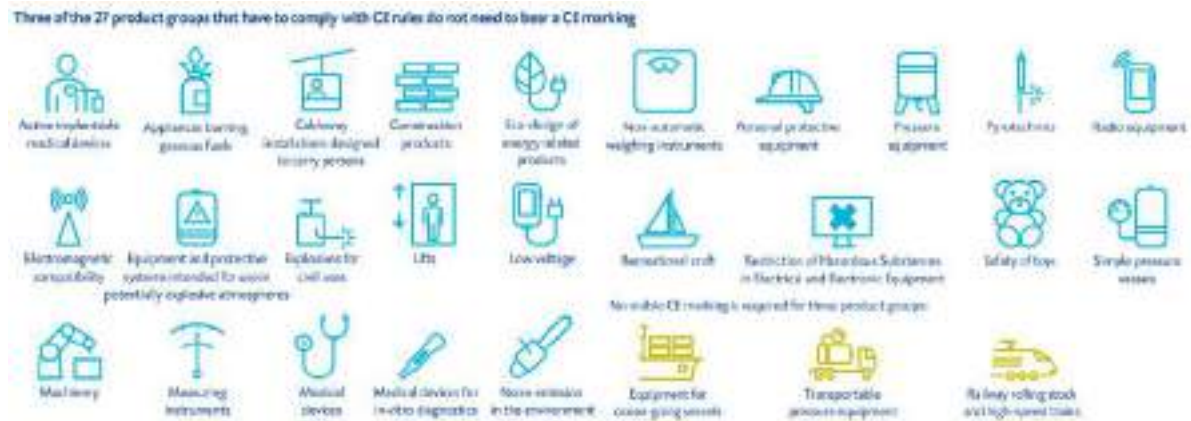 Three of the 27 product groups that have to comply with CE rules do not need to bear a CE marking
Active implantable
medical devices
Appliances burning
gaseous fuels
Cableway
installations designed
to carry persons
Construction
products
Eco-design of
energy related
products
Non-automatic
weighing instruments
Personal protective
equipment
Pressure
equipment
Pyrotechnics
Radio equipment
Electromagnetic
compatibility
Equipment and protective
systems intended for use in
potentially explosive atmospheres
Explosives for
civil uses
Lifts
Low voltage
Recreational craft
Restriction of Hazardous Substances
in Electrical and Electronic Equipment
Safety of toys
Simple pressure
vessels
No visible CE marking is required for these product groups:
Machinery
Measuring
instruments
Medical
devices
Medical devices for
in-vitro diagnostics
Noise emission
in the environment
Equipment for
ocean-going vessels
Transportable
pressure equipment
Railway rolling stock
and high-speed trains